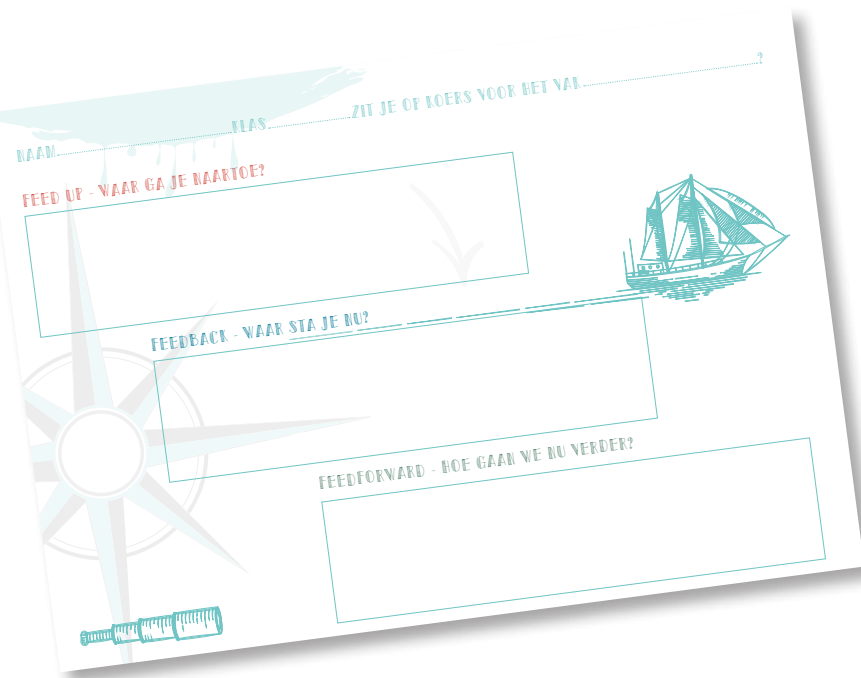 NAAM..........KLAS..........ZIT JE OP KOERS VOOR HET VAK..........?
FEED UP - WAAR GA JE NAARTOE?
FEEDBACK - WAAR STA JE NU?
FEEDFORWARD - HOE GAAN WE NU VERDER?